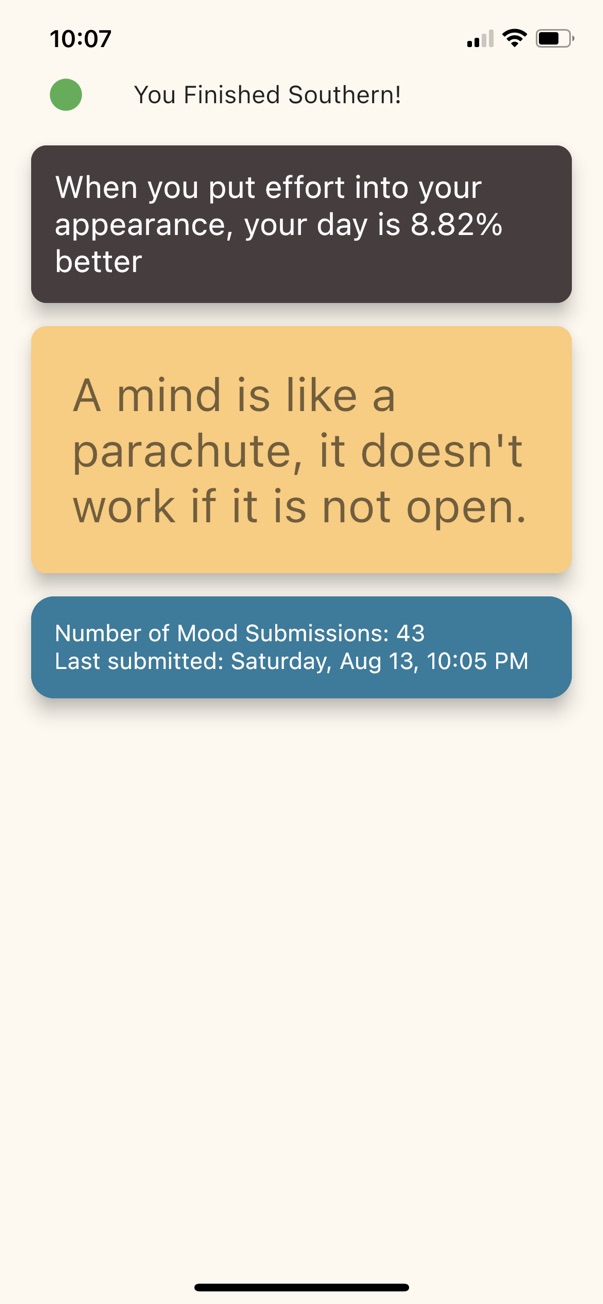 10:07
You Finished Southern!
When you put effort into your
appearance, your day is 8.82%
better
A mind is like a
parachute, it doesn't
work if it is not open.
Number of Mood Submissions: 43
Last submitted: Saturday, Aug 13, 10:05 PM